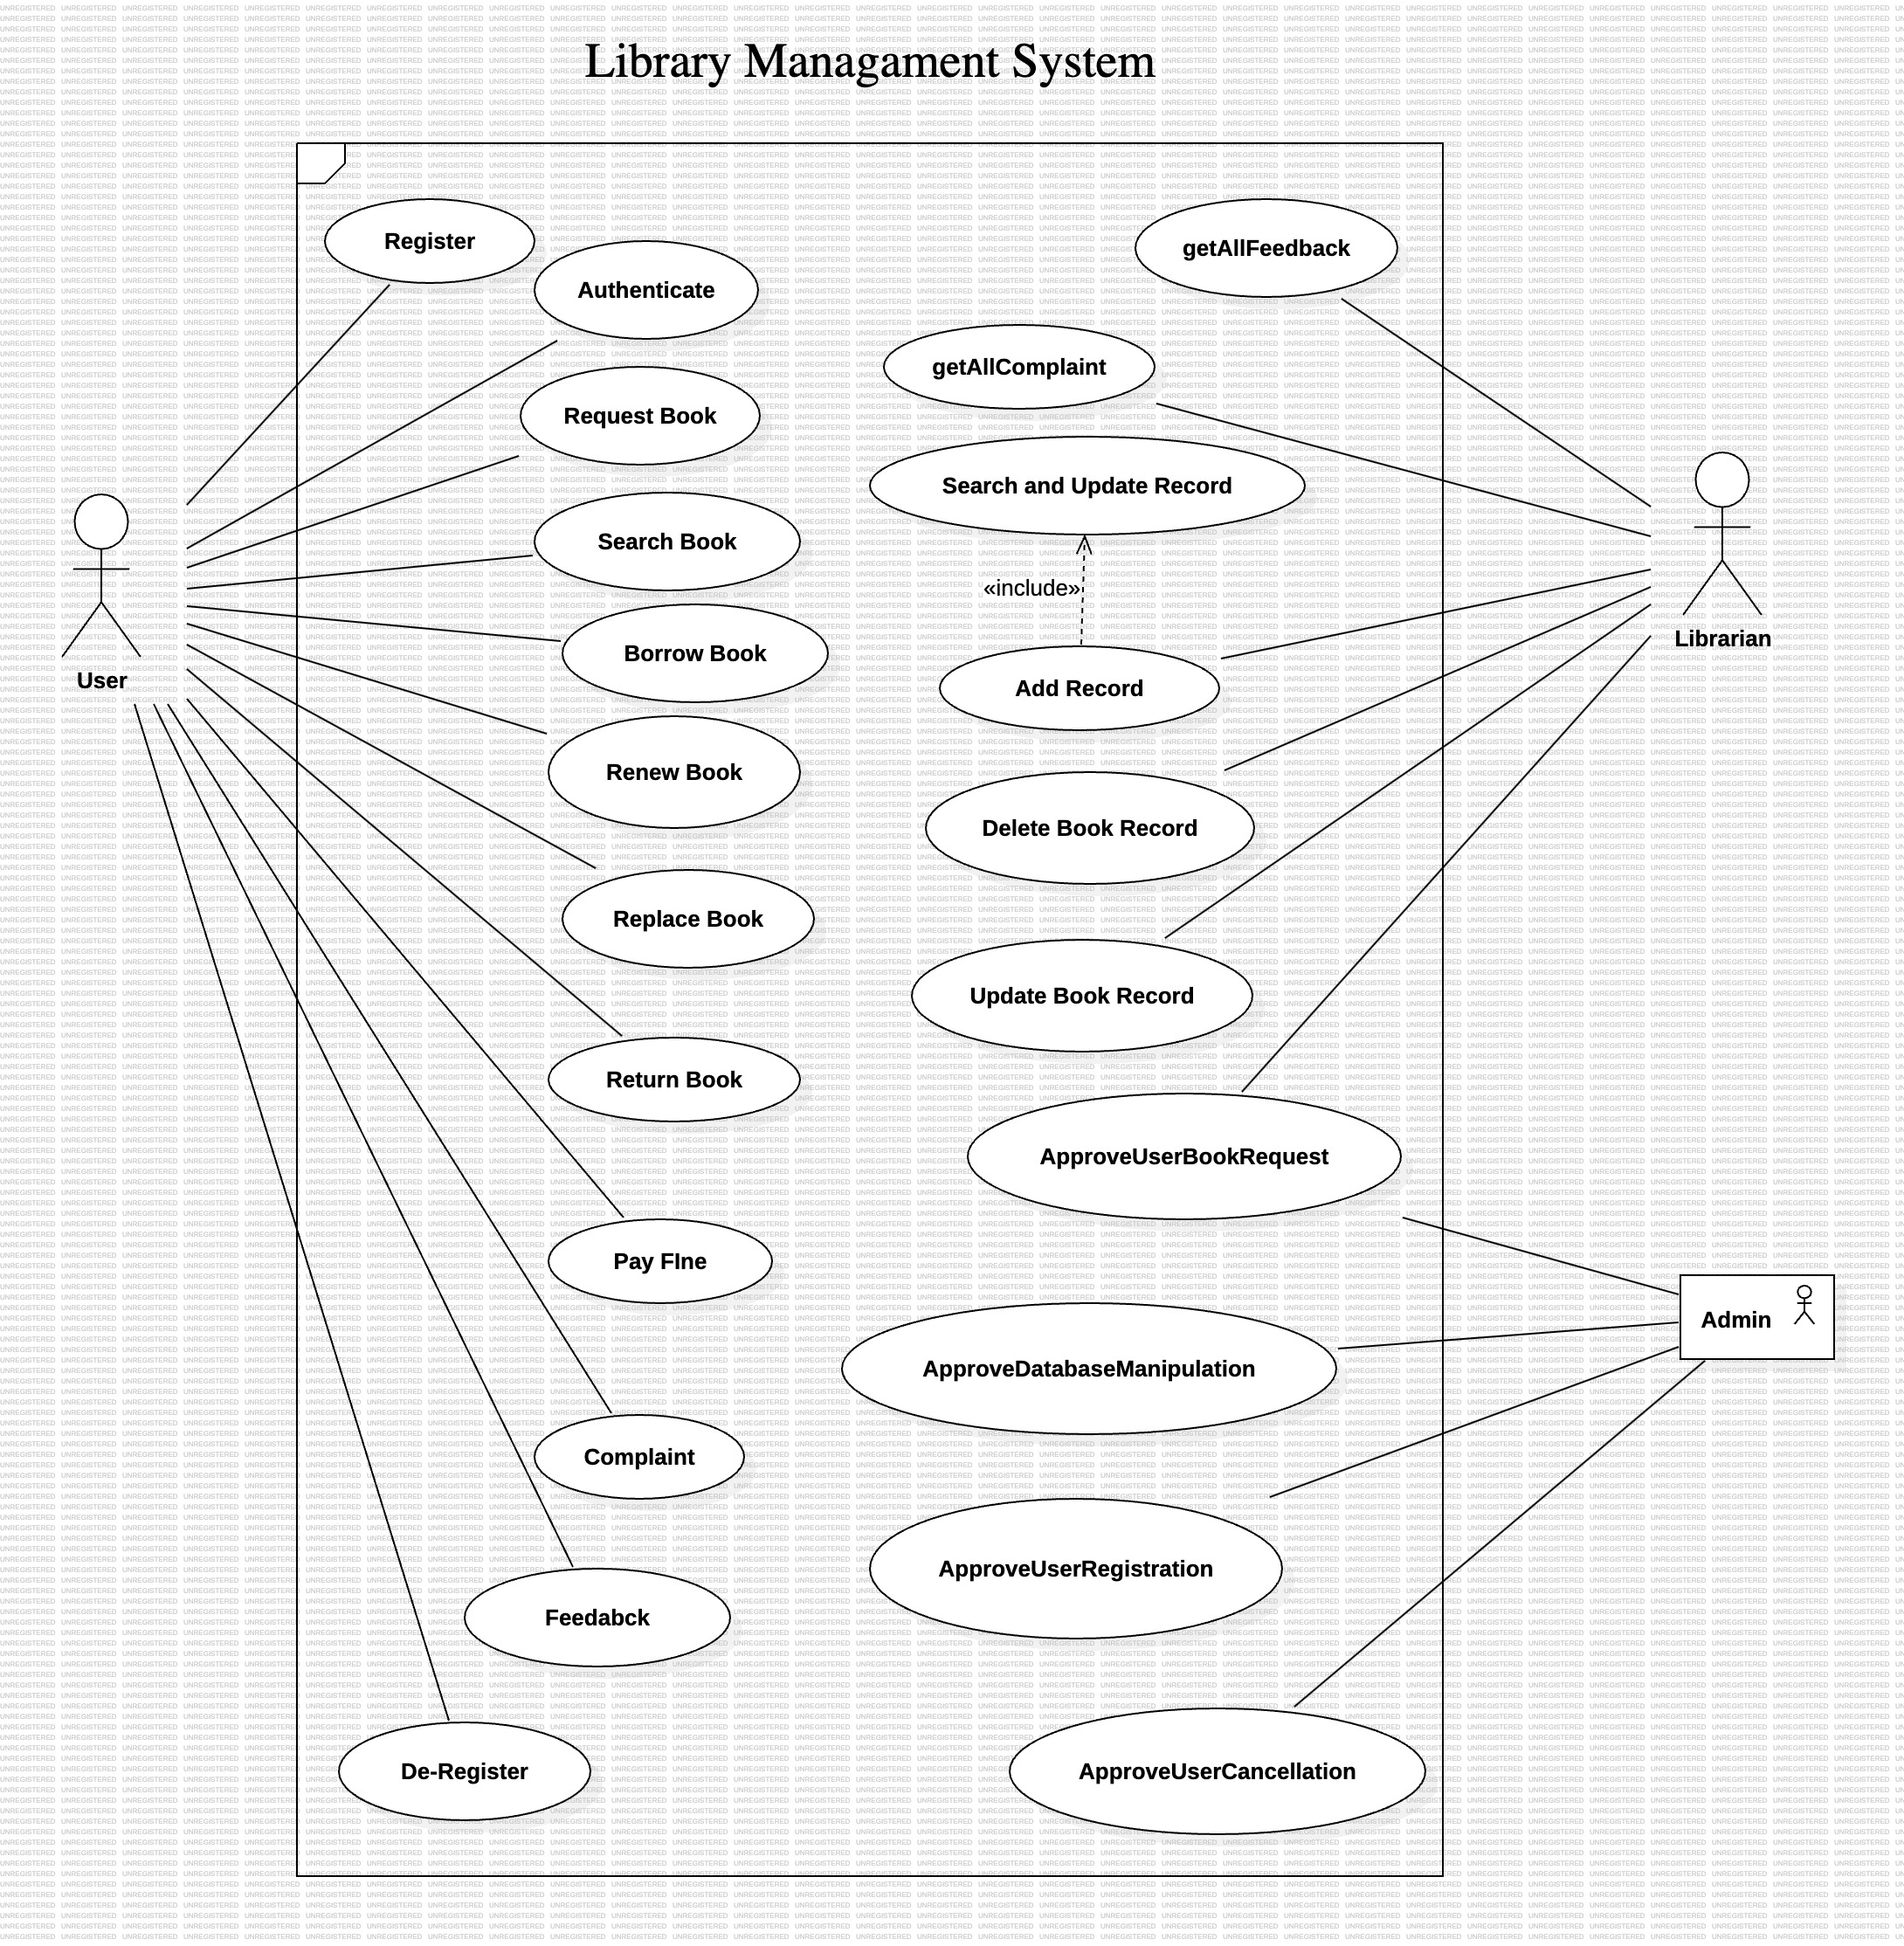 Library Managament System
Register
Authenticate
Request Book
Search Book
Borrow Book
Renew Book
Replace Book
Return Book
Pay FIne
Complaint
Feedabck
De-Register
User
getAllFeedback
getAllComplaint
Search and Update Record
«include»
Add Record
Delete Book Record
Update Book Record
ApproveUserBookRequest
ApproveDatabaseManipulation
ApproveUserRegistration
ApproveUserCancellation
Librarian
Admin
UNREGISTERED